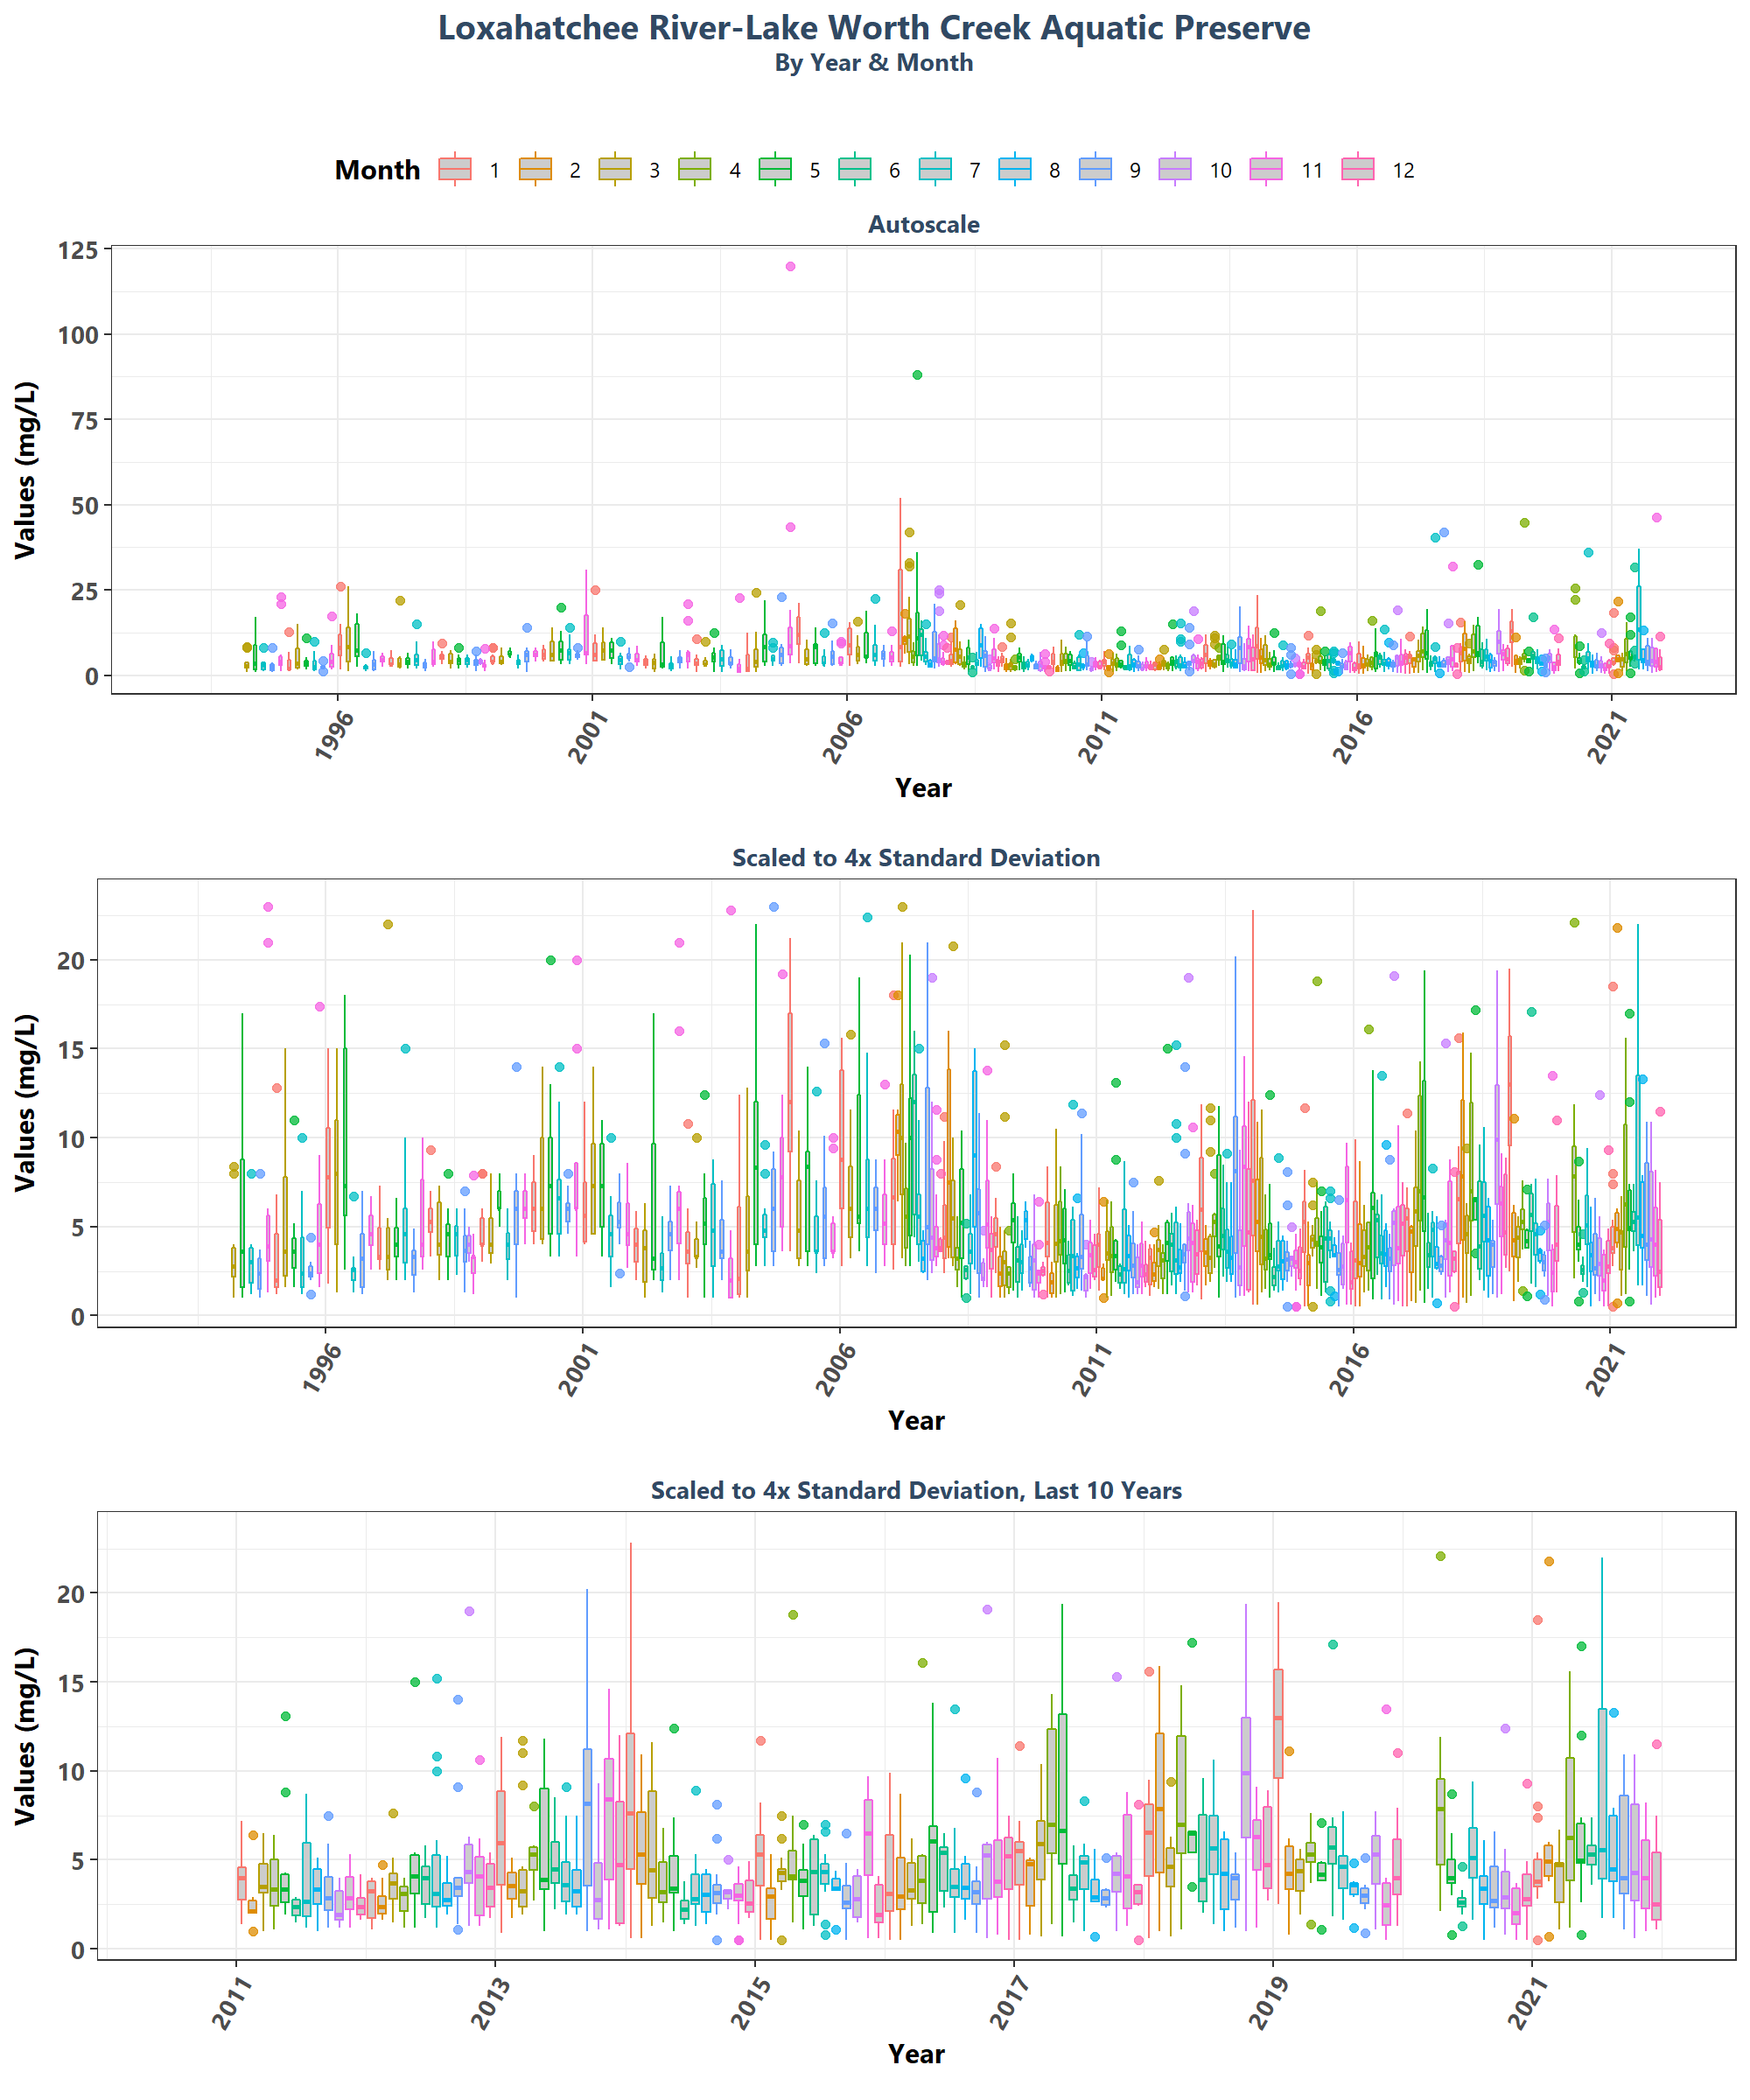 Loxahatchee River-Lake Worth Creek Aquatic Preserve
By Year & Month
Month 1 2 3 4 5 6 7 8 9 10 11 12
Autoscale
Values (mg/L)
125
100
75
50
25
0
1996 2001 2006 2011 2016 2021
Year
Scaled to 4x Standard Deviation
Values (mg/L)
20
15
10
5
0
1996 2001 2006 2011 2016 2021
Year
Scaled to 4x Standard Deviation, Last 10 Years
Values (mg/L)
20
15
10
5
0
2011 2013 2015 2017 2019 2021
Year